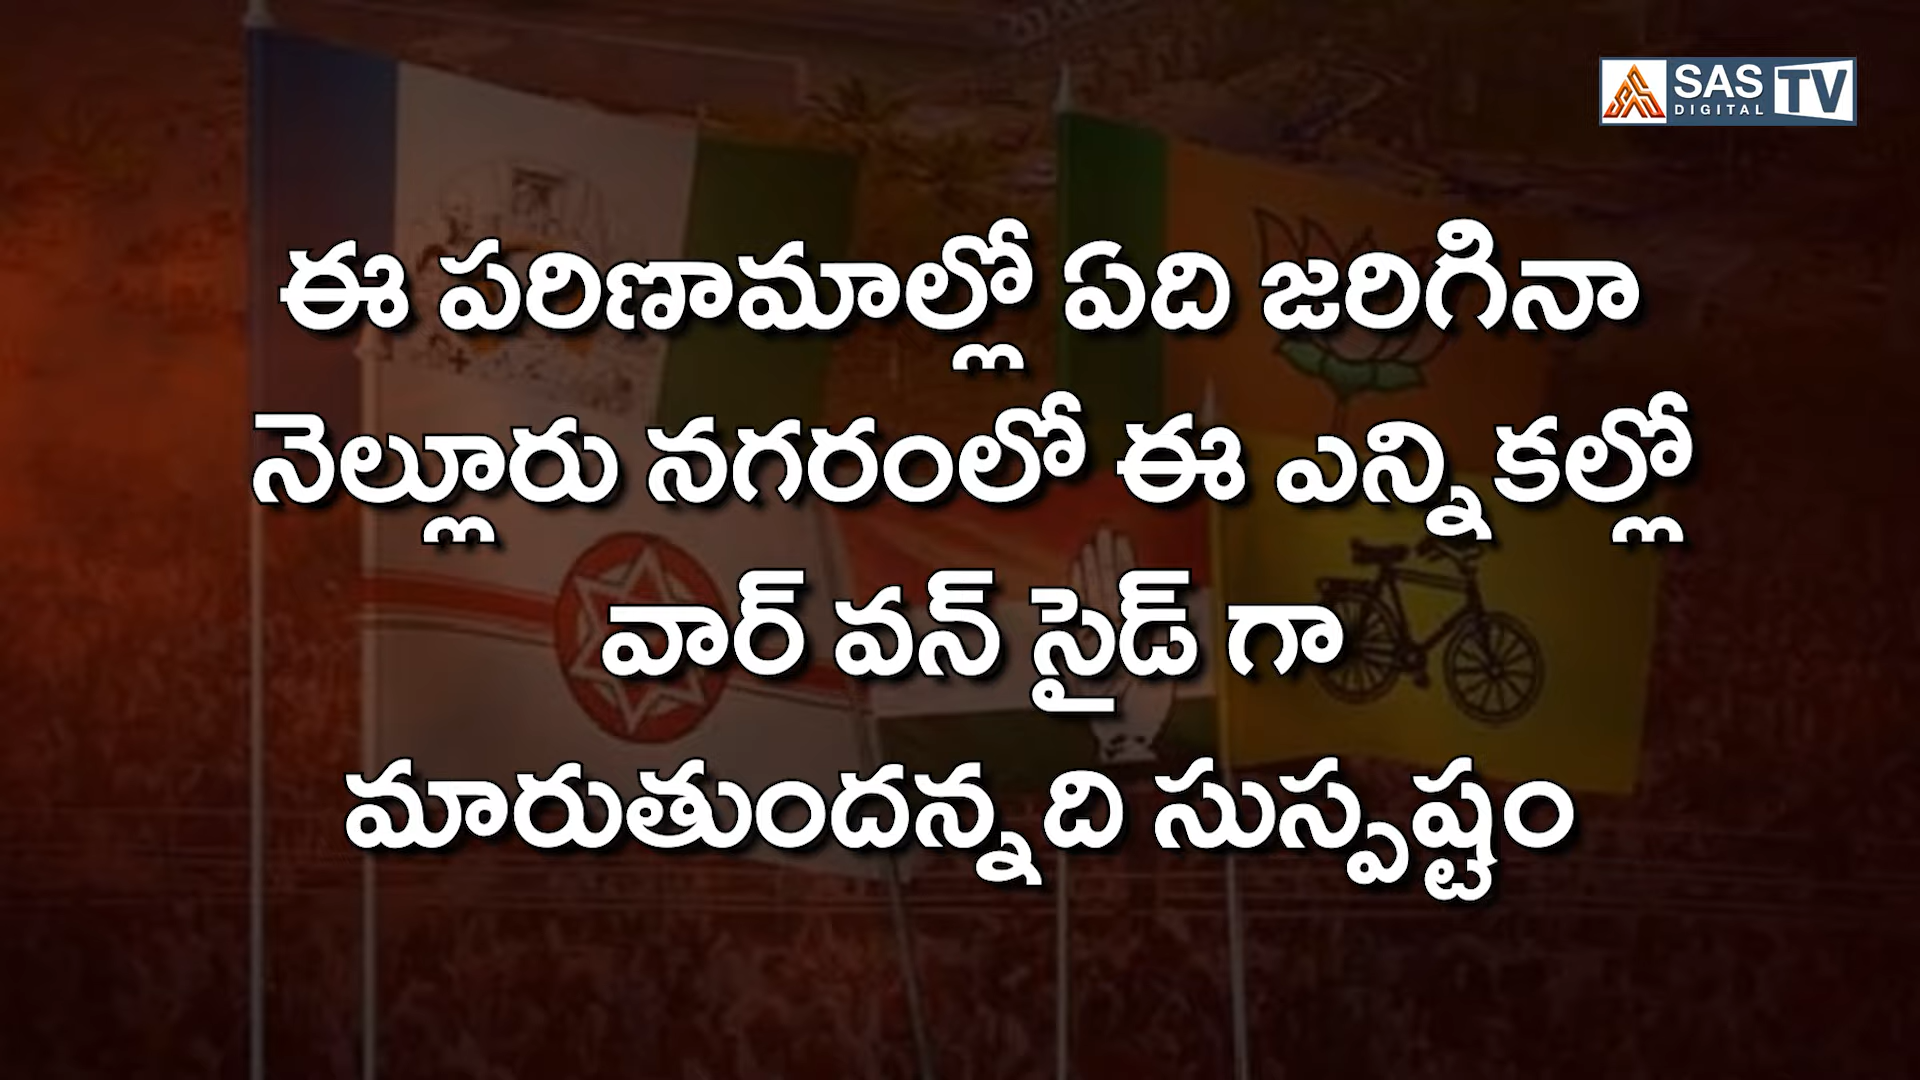 SAS
DIGITAL
TV
ఈ పరిణామాల్లో ఏది జరిగినా
నెల్లూరు నగరంలో ఈ ఎన్నికల్లో
వార్ వన్ సైడ్ గా
మారుతుందన్నది సుస్పష్టం